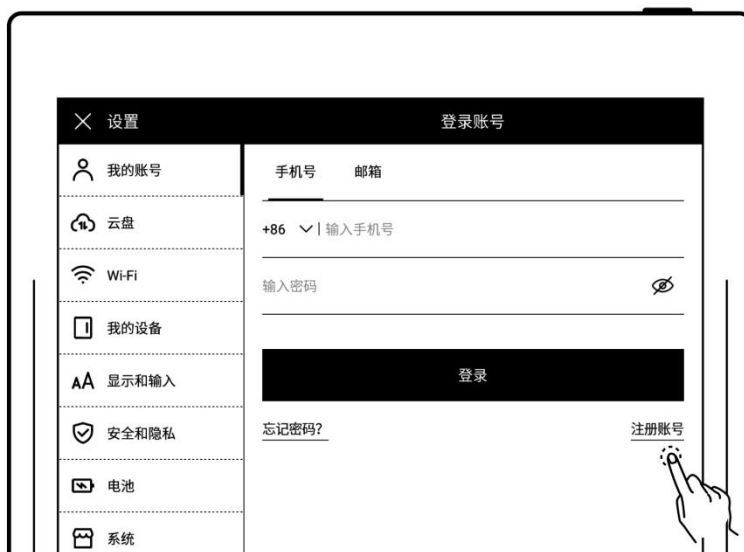 设置
登录账号
我的账号
云盘
Wi-Fi
我的设备
显示和输入
安全和隐私
电池
系统
手机号 邮箱
+86 输入手机号
输入密码
登录
忘记密码？ 注册账号